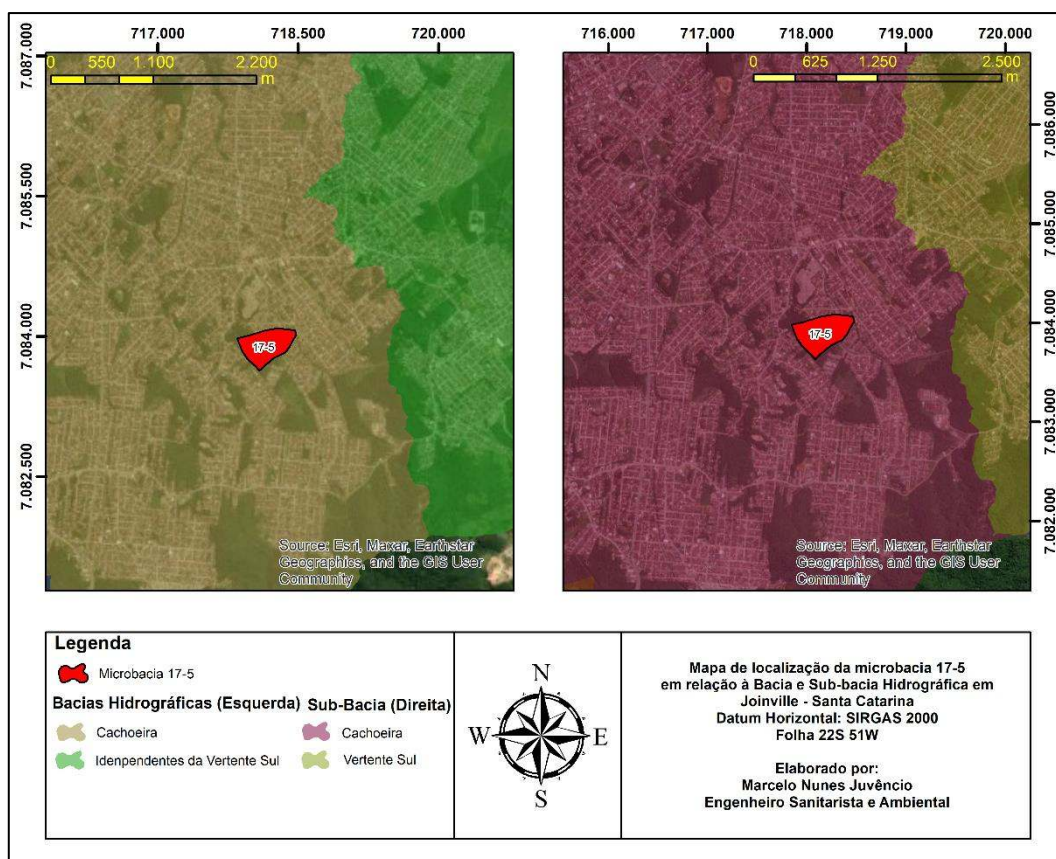 717.000 718.500 720.000
7.087.000
7.085.500
7.084.000
7.082.500
0 550 1.100 2.200
m
17-5
Source: Esri, Maxar, Earthstar
Geographics, and the GIS User
Community
716.000 717.000 718.000 719.000 720.000
7.086.000
7.085.000
7.084.000
7.083.000
7.082.000
0 625 1.250 2.500
m
17-5
Source: Esri, Maxar, Earthstar
Geographics, and the GIS User
Community
Legenda
Microbacia 17-5
Bacias Hidrográficas (Esquerda) Sub-Bacia (Direita)
Cachoeira Cachoeira
Idenpendentes da Vertente Sul Vertente Sul
N
W E
S
Mapa de localização da microbacia 17-5
em relação à Bacia e Sub-bacia Hidrográfica em
Joinville - Santa Catarina
Datum Horizontal: SIRGAS 2000
Folha 22S 51W
Elaborado por:
Marcelo Nunes Juvêncio
Engenheiro Sanitarista e Ambiental